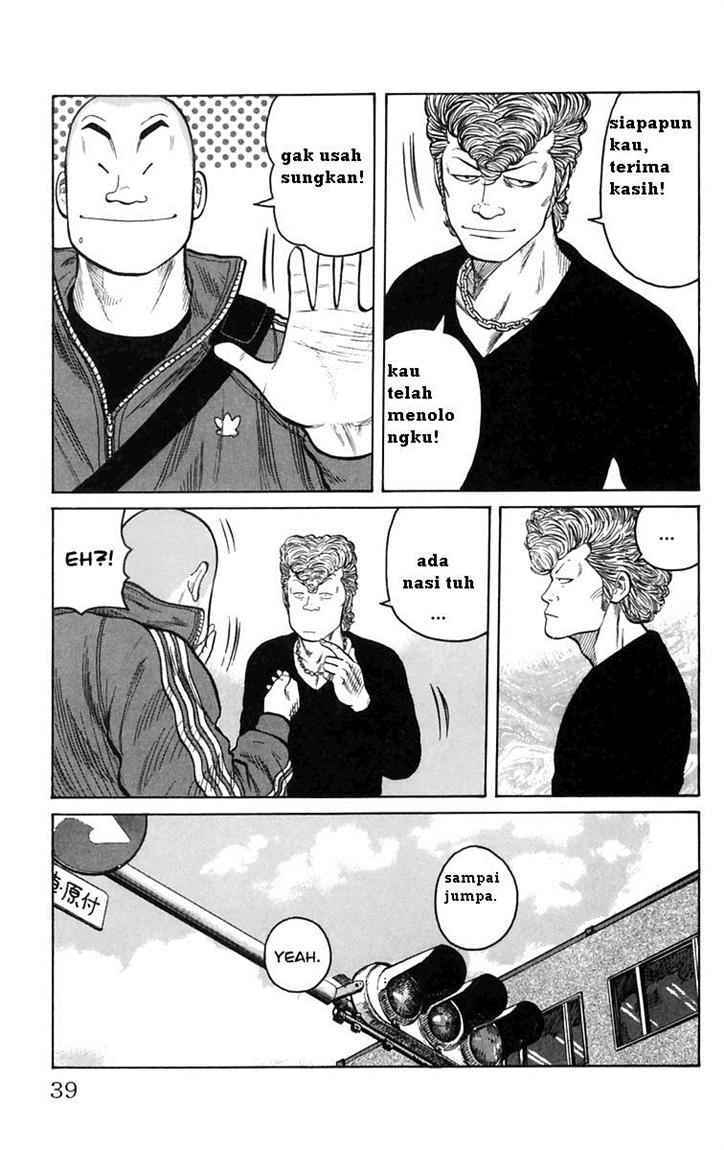 siapapun
kau,
terima
kasih!
kau
telah
menolo
ngku!
gak usah
sungkan!
...
ada
nasi tuh
...
EH?!
sampai
jumpa.
YEAH.
原付
39